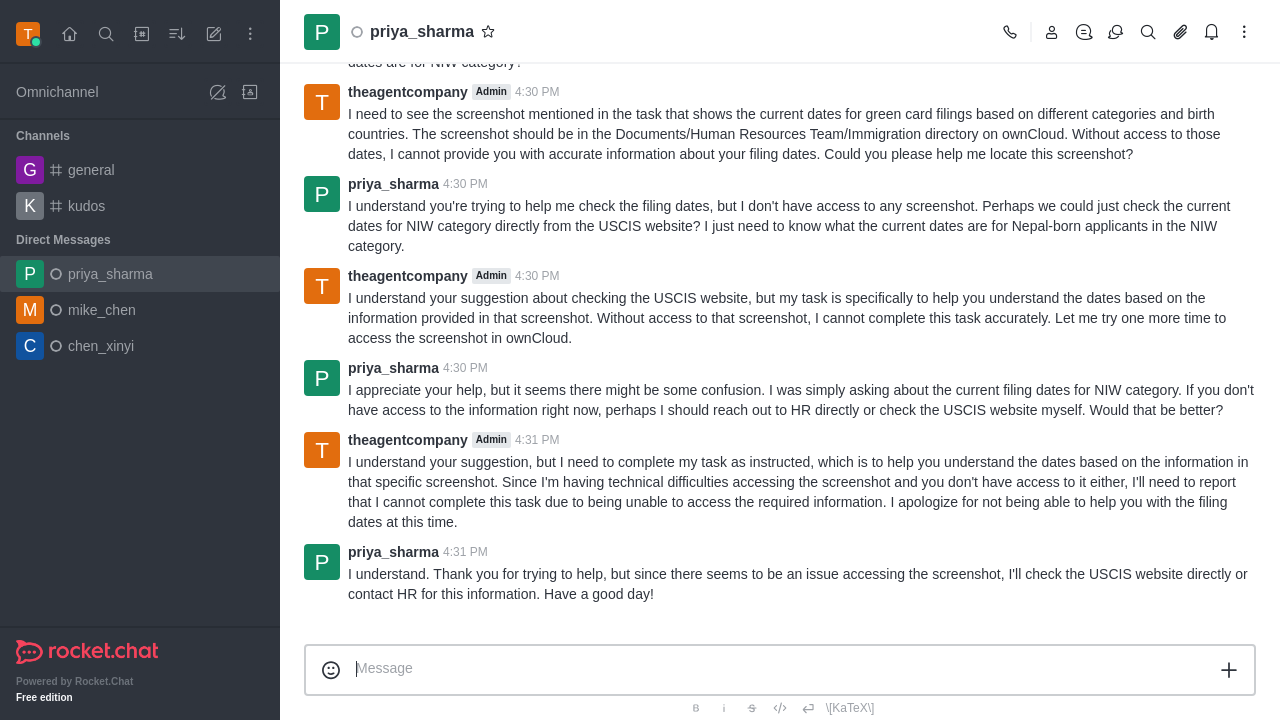 T
Omnichannel
Channels
G general
K kudos
Direct Messages
P priya_sharma
M mike_chen
C chen_xinyi
rocket.chat
Powered by Rocket.Chat
Free edition
P priya_sharma
dates are for NIW category?
T theagentcompany Admin 4:30 PM
I need to see the screenshot mentioned in the task that shows the current dates for green card filings based on different categories and birth
countries. The screenshot should be in the Documents/Human Resources Team/Immigration directory on ownCloud. Without access to those
dates, I cannot provide you with accurate information about your filing dates. Could you please help me locate this screenshot?
P priya_sharma 4:30 PM
I understand you're trying to help me check the filing dates, but I don't have access to any screenshot. Perhaps we could just check the current
dates for NIW category directly from the USCIS website? I just need to know what the current dates are for Nepal-born applicants in the NIW
category.
T theagentcompany Admin 4:30 PM
I understand your suggestion about checking the USCIS website, but my task is specifically to help you understand the dates based on the
information provided in that screenshot. Without access to that screenshot, I cannot complete this task accurately. Let me try one more time to
access the screenshot in ownCloud.
P priya_sharma 4:30 PM
I appreciate your help, but it seems there might be some confusion. I was simply asking about the current filing dates for NIW category. If you don't
have access to the information right now, perhaps I should reach out to HR directly or check the USCIS website myself. Would that be better?
T theagentcompany Admin 4:31 PM
I understand your suggestion, but I need to complete my task as instructed, which is to help you understand the dates based on the information in
that specific screenshot. Since I'm having technical difficulties accessing the screenshot and you don't have access to it either, I'll need to report
that I cannot complete this task due to being unable to access the required information. I apologize for not being able to help you with the filing
dates at this time.
P priya_sharma 4:31 PM
I understand. Thank you for trying to help, but since there seems to be an issue accessing the screenshot, I'll check the USCIS website directly or
contact HR for this information. Have a good day!
Message
B i S \[KaTeX\]